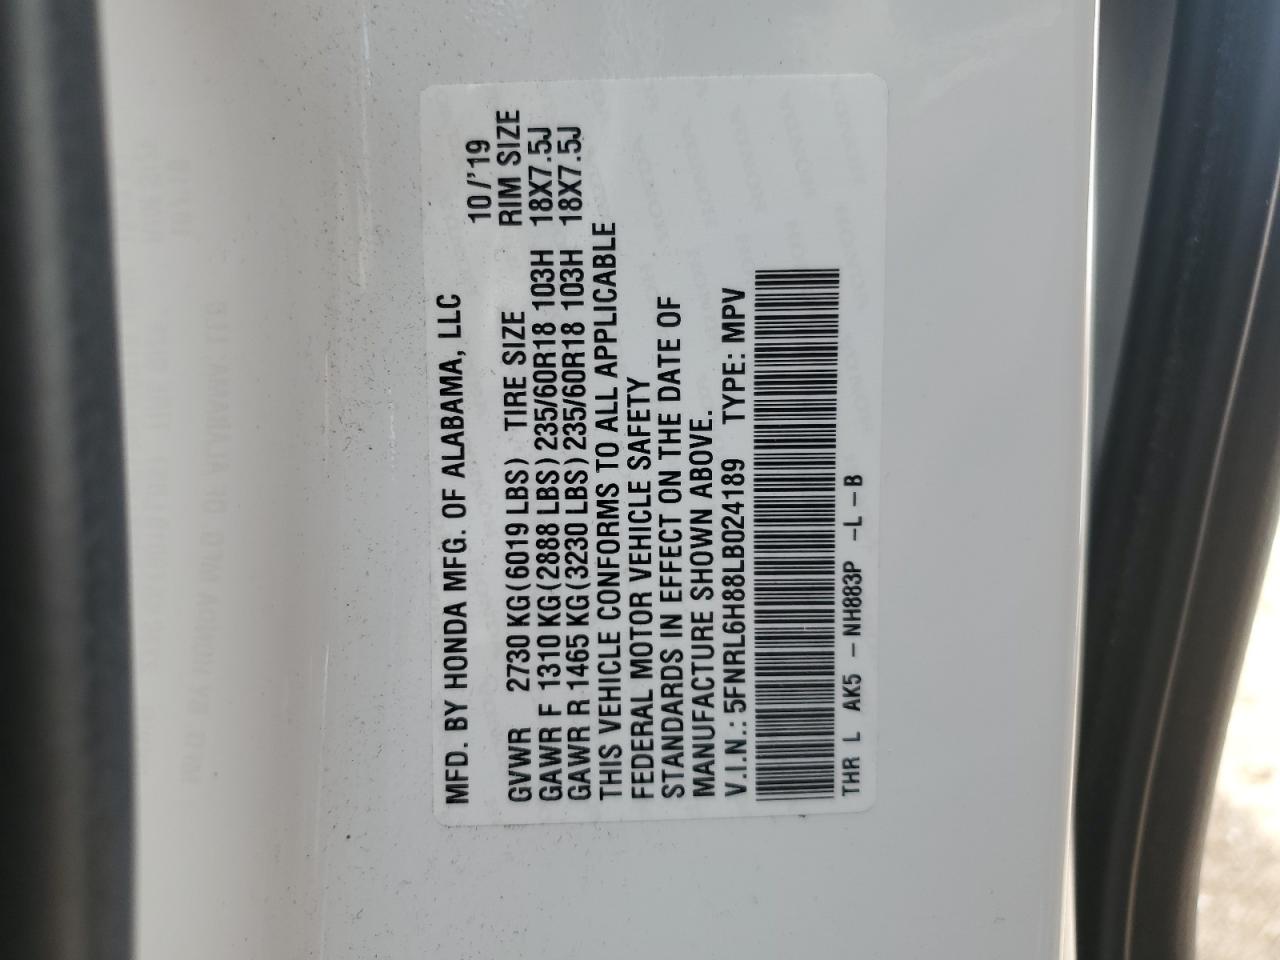 MFD. BY HONDA MFG. OF ALABAMA, LLC 10/'19
GVWR 2730 KG(6019 LBS) TIRE SIZE RIM SIZE
GAWR F 1310 KG(2888 LBS)235/60R18 103H 18X7.5J
GAWR R 1465 KG(3230 LBS)235/60R18 103H 18X7.5J
THIS VEHICLE CONFORMS TO ALL APPLICABLE
FEDERAL MOTOR VEHICLE SAFETY
STANDARDS IN EFFECT ON THE DATE OF
MANUFACTURE SHOWN ABOVE.
V.I.N.: 5FNRL6H88LB024189 TYPE: MPV
THR L AK5 - NH883P -L-B